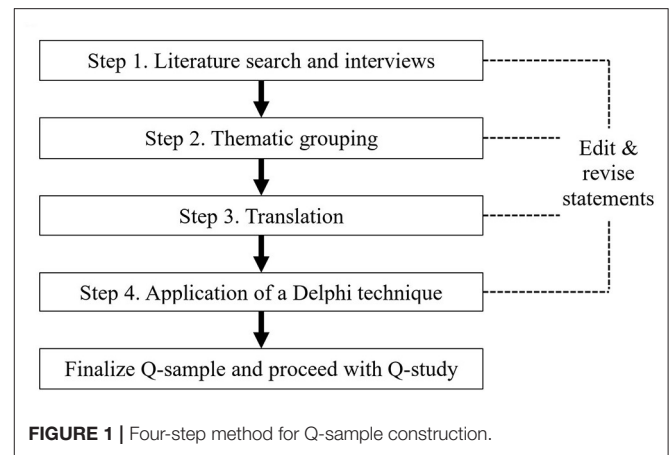 Step 1. Literature search and interviews
Step 2. Thematic grouping
Edit &
revise
statements
Step 3. Translation
Step 4. Application of a Delphi technique
Finalize Q-sample and proceed with Q-study
FIGURE 1 | Four-step method for Q-sample construction.